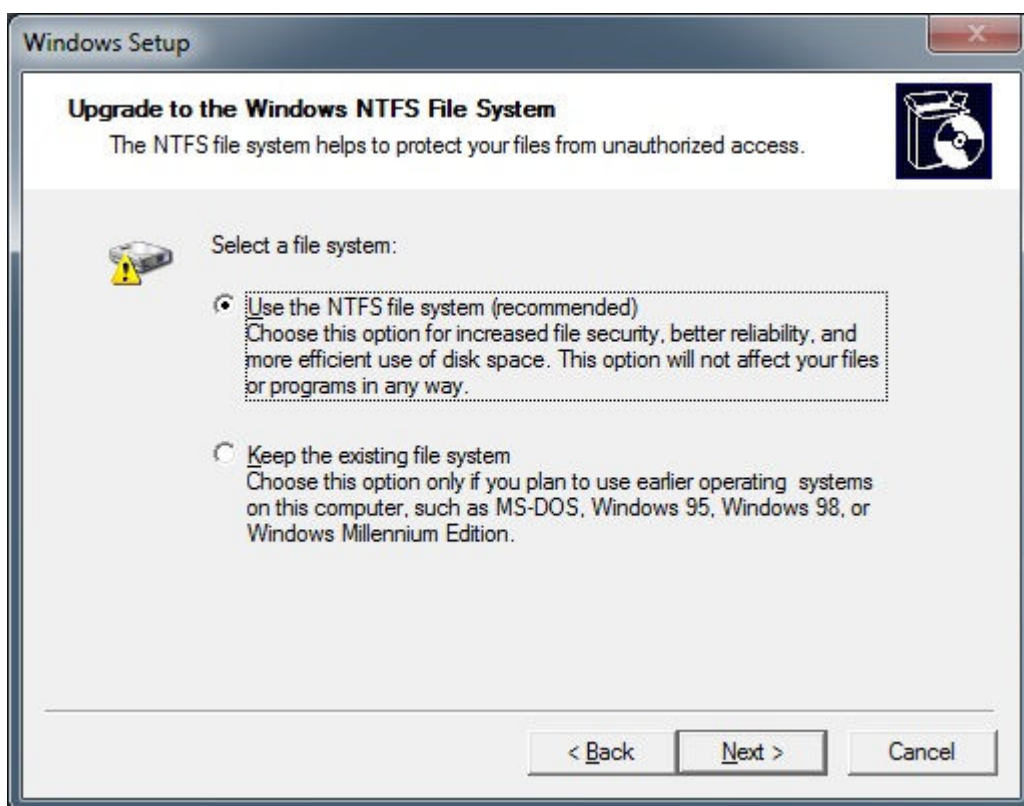 Windows Setup
Upgrade to the Windows NTFS File System
The NTFS file system helps to protect your files from unauthorized access.
Select a file system:
Use the NTFS file system (recommended)
Choose this option for increased file security, better reliability, and
more efficient use of disk space. This option will not affect your files
or programs in any way.
Keep the existing file system
Choose this option only if you plan to use earlier operating  systems
on this computer, such as MS-DOS, Windows 95, Windows 98, or
Windows Millennium Edition.
< Back  Next >  Cancel